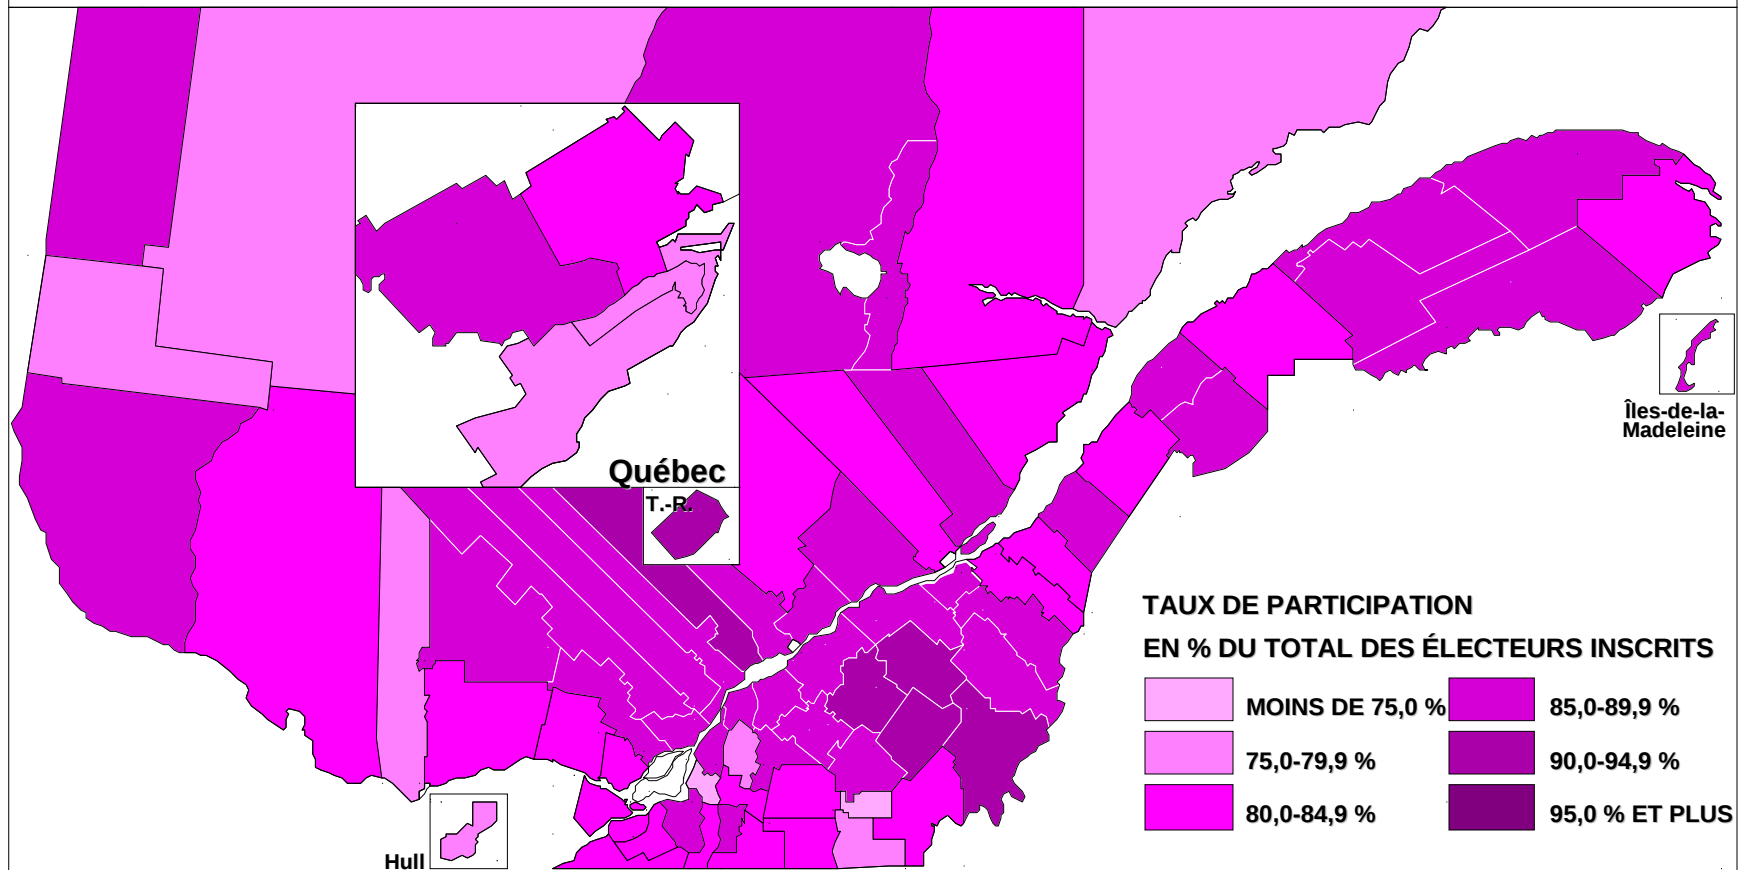 Québec
T.-R.
Îles-de-la-
Madeleine
Hull
TAUX DE PARTICIPATION
EN % DU TOTAL DES ÉLECTEURS INSCRITS
MOINS DE 75,0 %
75,0-79,9 %
80,0-84,9 %
85,0-89,9 %
90,0-94,9 %
95,0 % ET PLUS